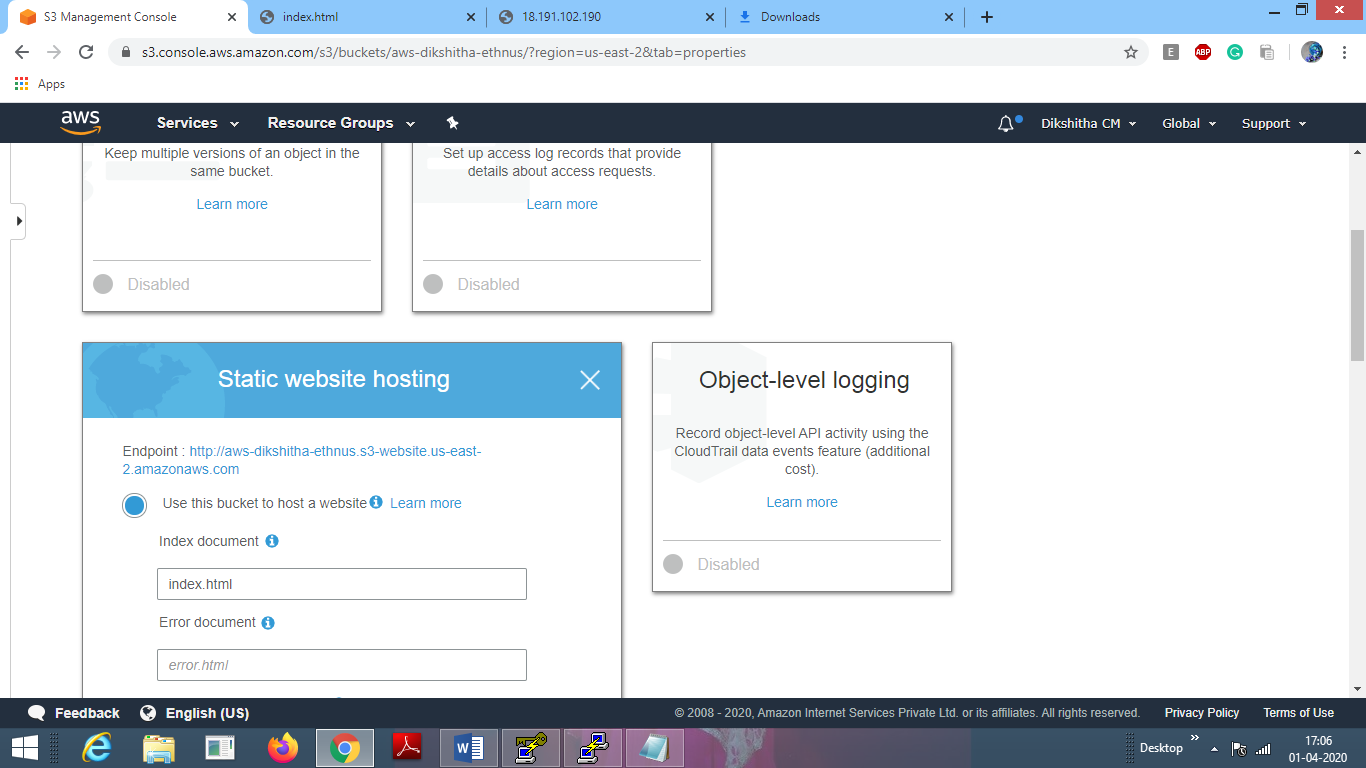 S3 Management Console
index.html
18.191.102.190
Downloads
s3.console.aws.amazon.com/s3/buckets/aws-dikshitha-ethnus/?region=us-east-2&tab=properties
E
ABP
G
Apps
aws
Services
Resource Groups
Dikshitha CM
Global
Support
Keep multiple versions of an object in the
same bucket.
Learn more
Disabled
Set up access log records that provide
details about access requests.
Learn more
Disabled
Static website hosting
Endpoint : http://aws-dikshitha-ethnus.s3-website.us-east-
2.amazonaws.com
Use this bucket to host a website Learn more
Index document
index.html
Error document
error.html
Object-level logging
Record object-level API activity using the
CloudTrail data events feature (additional
cost).
Learn more
Disabled
Feedback
English (US)
© 2008 - 2020, Amazon Internet Services Private Ltd. or its affiliates. All rights reserved.
Privacy Policy
Terms of Use
Desktop
17:06
01-04-2020